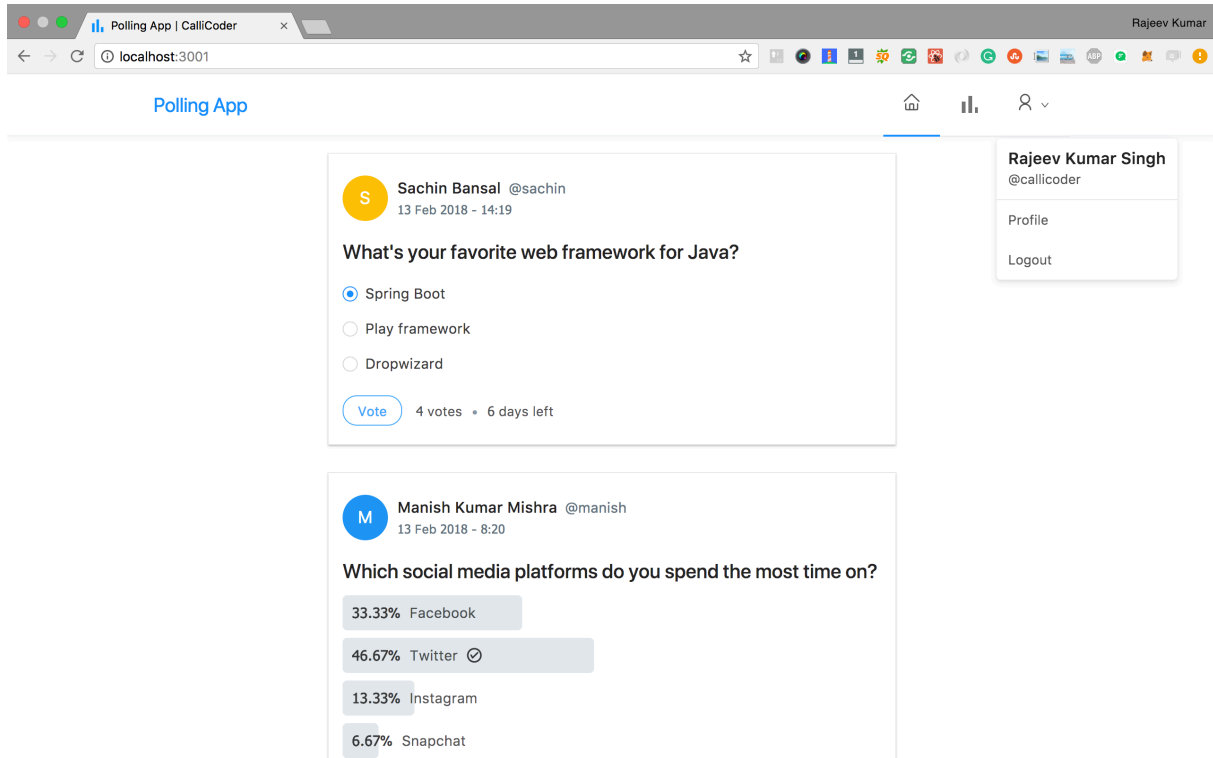 Polling App | CalliCoder
Rajeev Kumar
localhost:3001
ABP
Polling App
Rajeev Kumar Singh
@callicoder
Profile
Logout
S
Sachin Bansal @sachin
13 Feb 2018 - 14:19
What's your favorite web framework for Java?
Spring Boot
Play framework
Dropwizard
Vote 4 votes • 6 days left
M
Manish Kumar Mishra @manish
13 Feb 2018 - 8:20
Which social media platforms do you spend the most time on?
33.33% Facebook
46.67% Twitter
13.33% Instagram
6.67% Snapchat